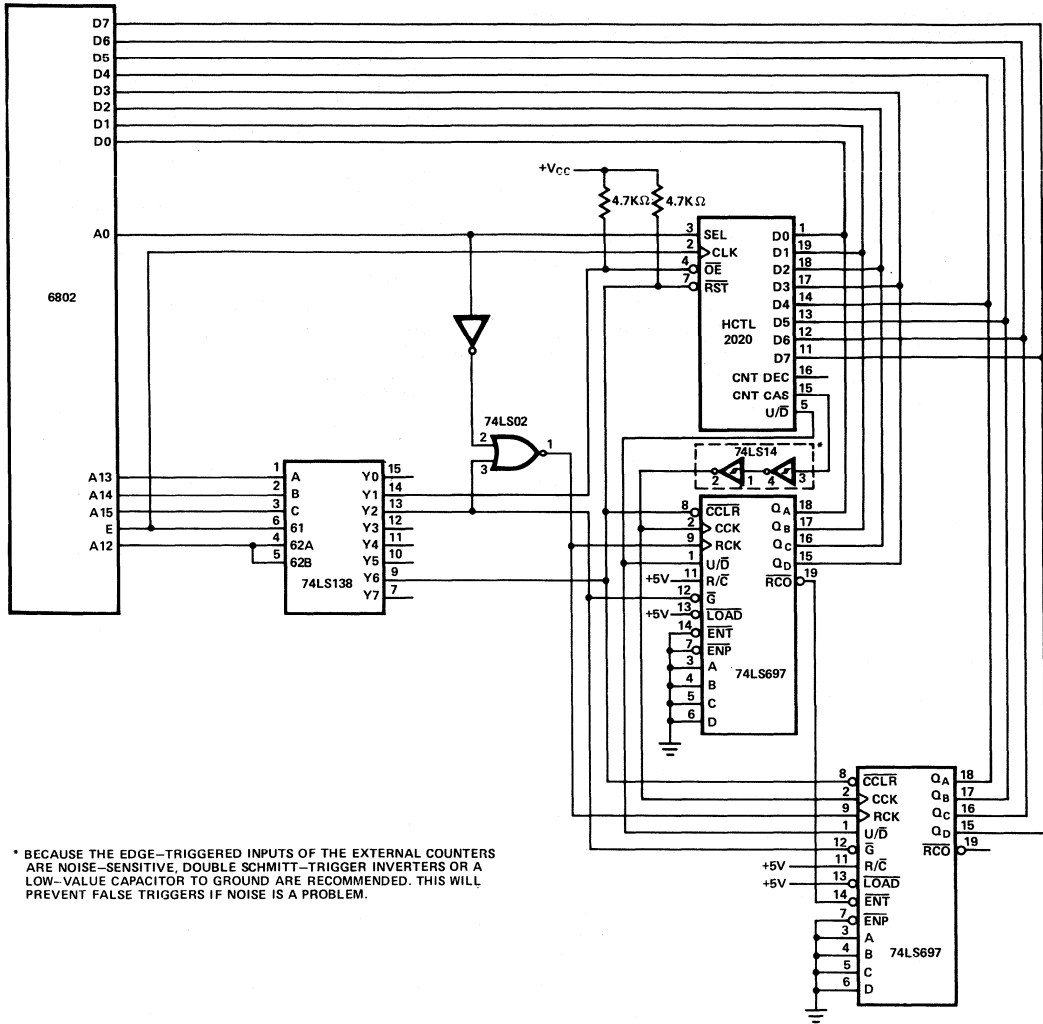 D7
D6
D5
D4
D3
D2
D1
D0
+VCC
4.7KΩ 4.7KΩ
A0
6802
3 SEL D0 1
2 CLK D1 19
4 OE D2 18
7 RST D3 17
D4 14
HCTL D5 13
2020 D6 12
D7 11
CNT DEC 16
CNT CAS 15
U/D 5
74LS02
2
3
1
74LS14 *
2 1 4 3
A13 1 A Y0 15
A14 2 B Y1 14
A15 3 C Y2 13
E 6 61 Y3 12
A12 4 62A Y4 11
5 62B Y5 10
74LS138 Y6 9
Y7 7
8 CCLR QA 18
2 CCK QB 17
9 RCK QC 16
1 U/D QD 15
+5V 11 R/C RCO 19
12 G
+5V 13 LOAD
14 ENT
7 ENP
3 A
74LS697
4 B
5 C
6 D
8 CCLR QA 18
2 CCK QB 17
9 RCK QC 16
1 U/D QD 15
12 G RCO 19
+5V 11 R/C
+5V 13 LOAD
14 ENT
7 ENP
3 A
4 B 74LS697
5 C
6 D
* BECAUSE THE EDGE–TRIGGERED INPUTS OF THE EXTERNAL COUNTERS
ARE NOISE–SENSITIVE, DOUBLE SCHMITT–TRIGGER INVERTERS OR A
LOW–VALUE CAPACITOR TO GROUND ARE RECOMMENDED. THIS WILL
PREVENT FALSE TRIGGERS IF NOISE IS A PROBLEM.